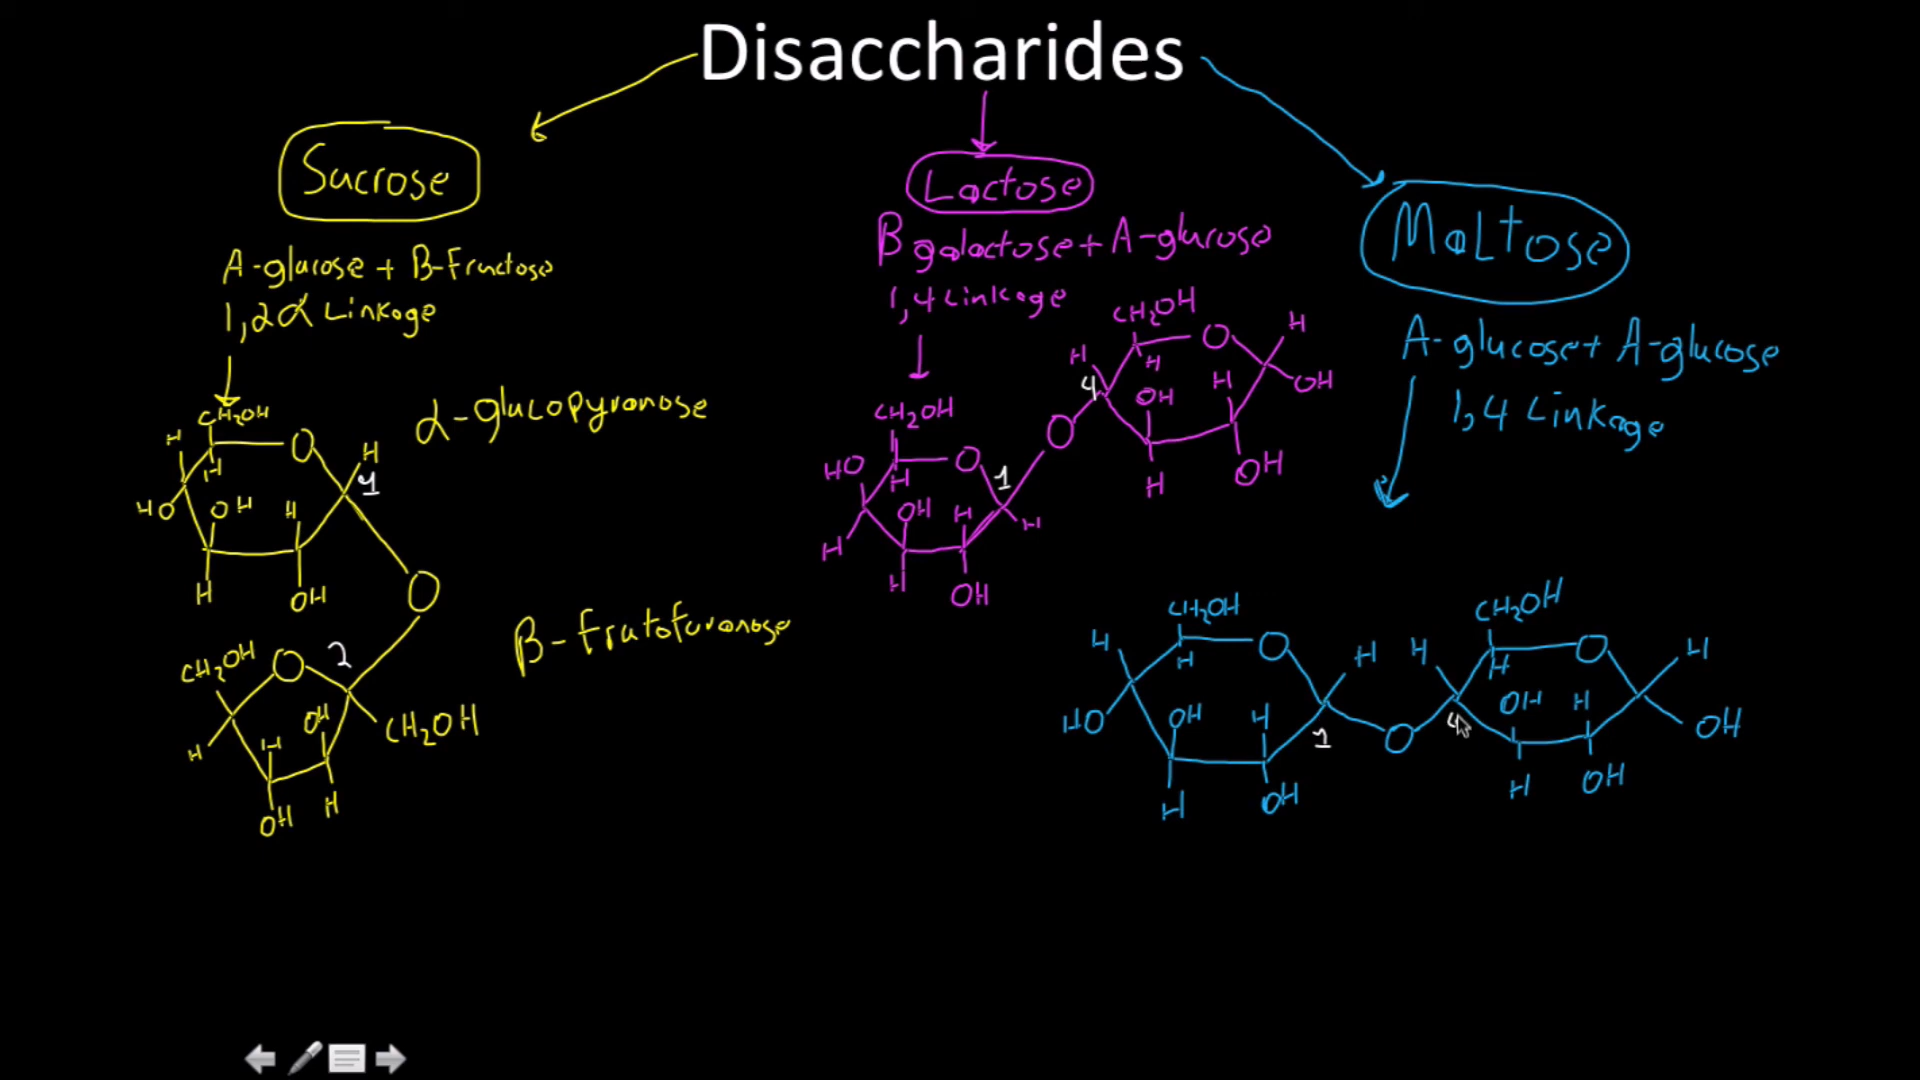 Disaccharides
Sucrose
A-glucose + B-Fructose
1,2α Linkage
α-glucopyranose
CH2OH
H
O
H
H
1
HO
OH
H
H
OH
O
β-fructofuranose
CH2OH
O
2
OH
CH2OH
H
H
OH
H
Lactose
B galactose + A-glucose
1,4 Linkage
CH2OH
O
H
H
H
4
OH
H
OH
O
H
OH
CH2OH
HO
O
H
1
OH
H
H
H
H
OH
MaLtose
A-glucose + A-glucose
1,4 Linkage
CH2OH
H
O
H
H
HO
OH
H
1
H
OH
O
CH2OH
H
O
H
H
4
OH
H
OH
H
OH